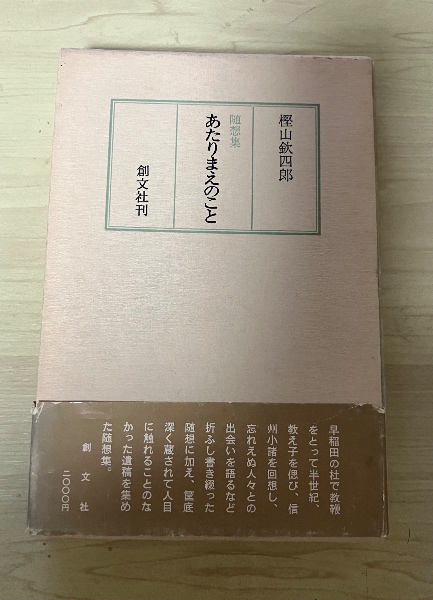 樫山欽四郎
随想集
あたりまえのこと
創文社刊
早稲田の杜で教鞭
をとって半世紀、
教え子を偲び、信
州小諸を回想し、
忘れえぬ人々との
出会いを語るなど
折ふし書き綴った
随想に加え、筐底
深く蔵されて人目
に触れることのな
かった遺稿を集め
た随想集。
創文社
二〇〇〇円